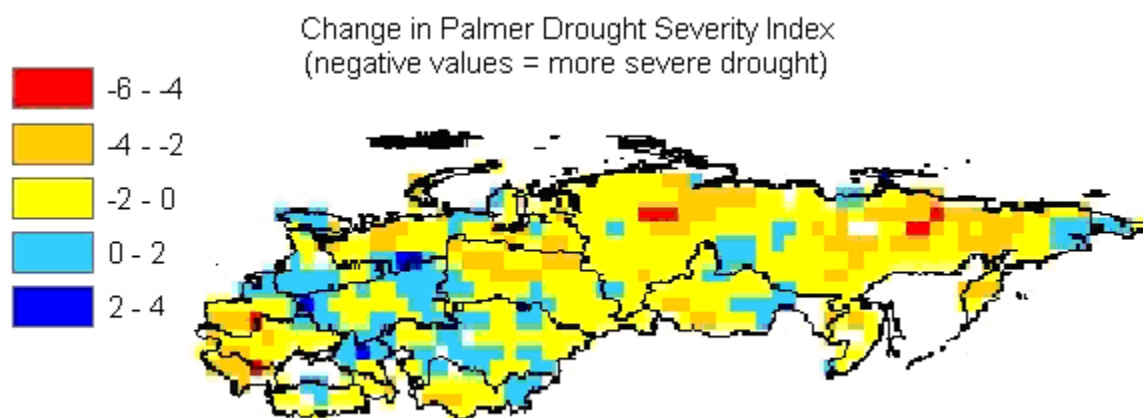 Change in Palmer Drought Severity Index
(negative values = more severe drought)
-6 - -4
-4 - -2
-2 - 0
0 - 2
2 - 4